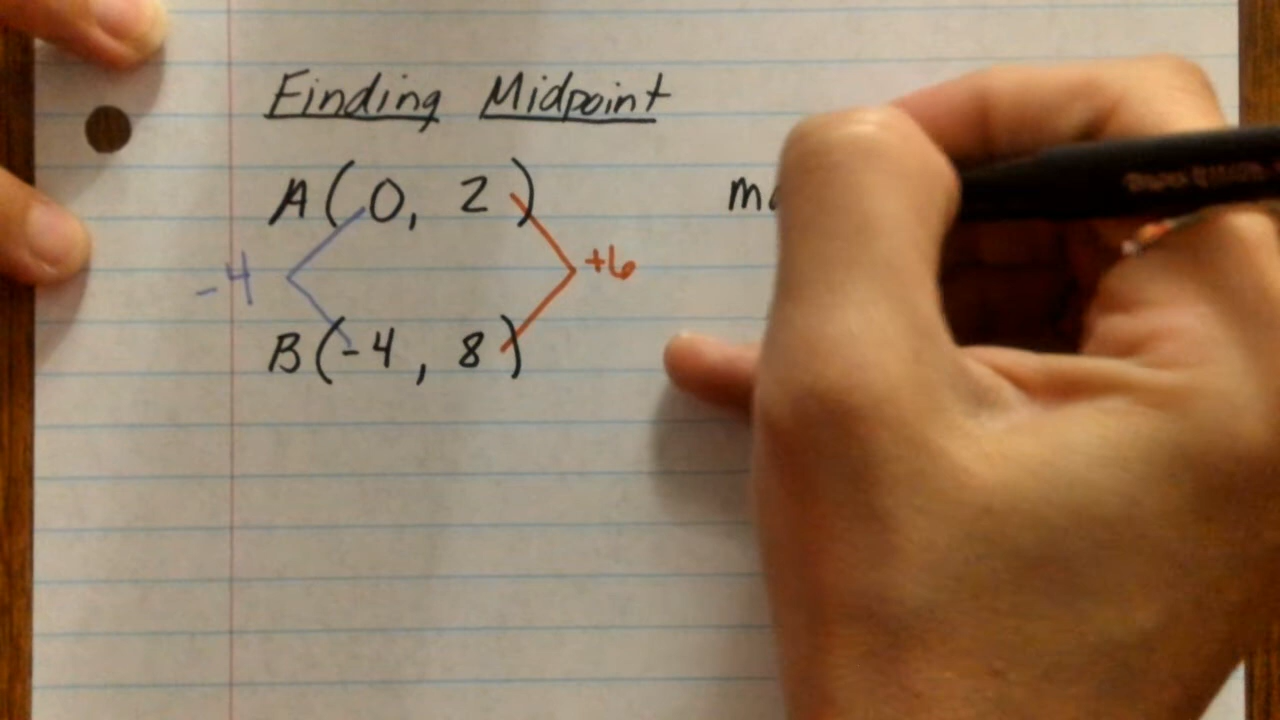 Finding Midpoint
A(0, 2)
-4
+6
B(-4, 8)